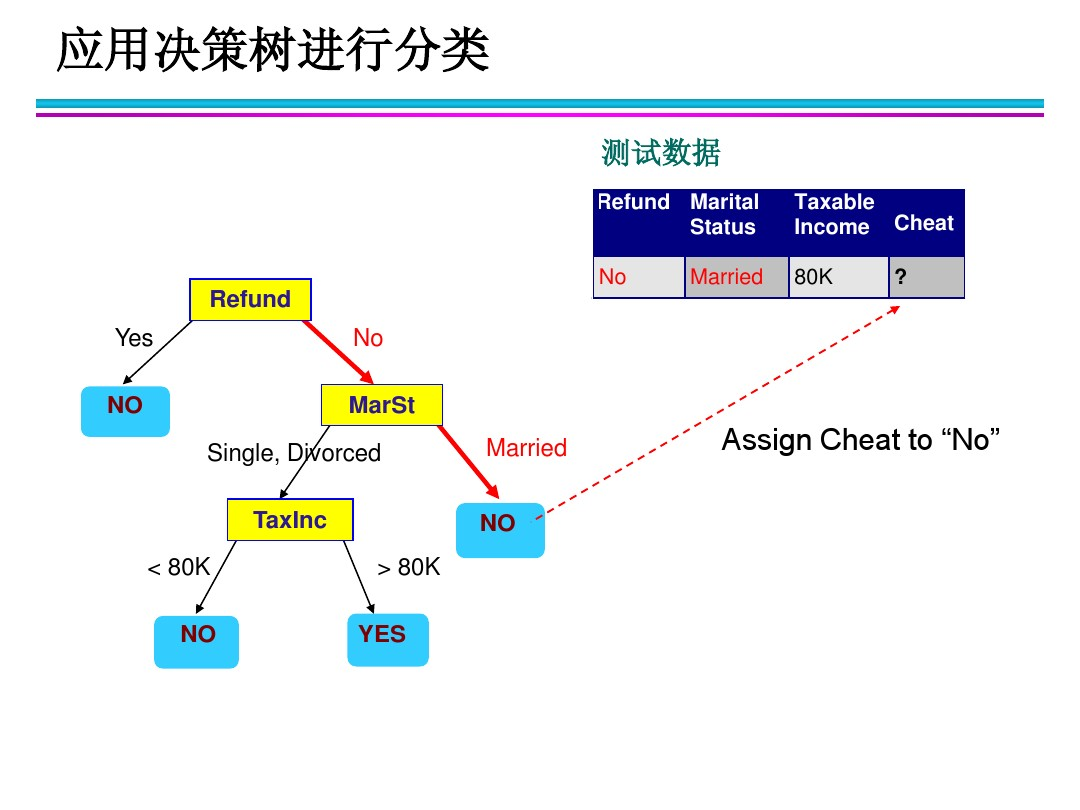 应用决策树进行分类
测试数据
Refund
Marital
Status
Taxable
Income
Cheat
No
Married
80K
?
Refund
Yes
No
NO
MarSt
Single, Divorced
Married
Assign Cheat to “No”
TaxInc
NO
< 80K
> 80K
NO
YES